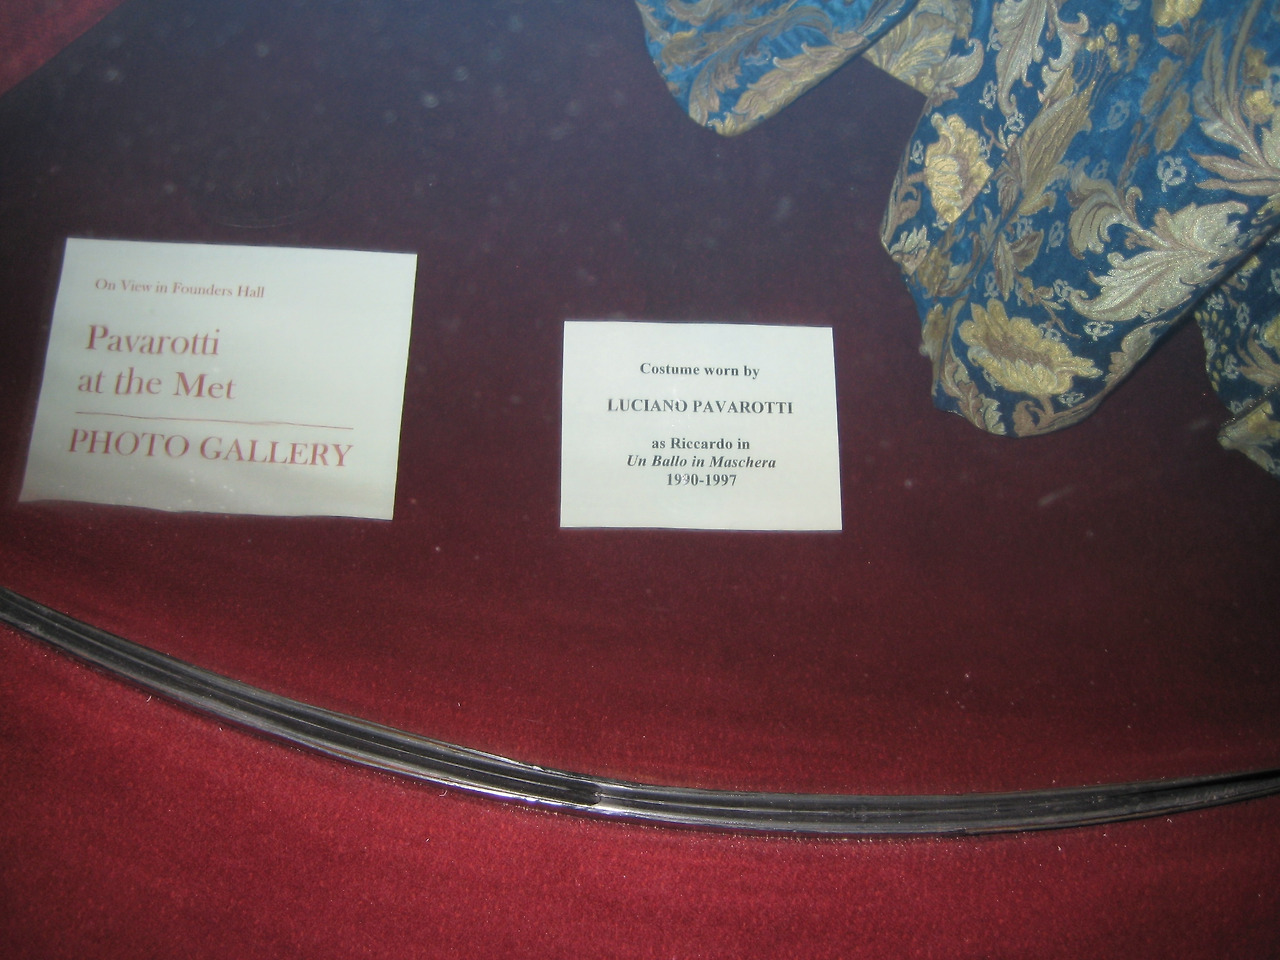 On View in Founders Hall
Pavarotti
at the Met
PHOTO GALLERY
Costume worn by
LUCIANO PAVAROTTI
as Riccardo in
Un Ballo in Maschera
1990-1997